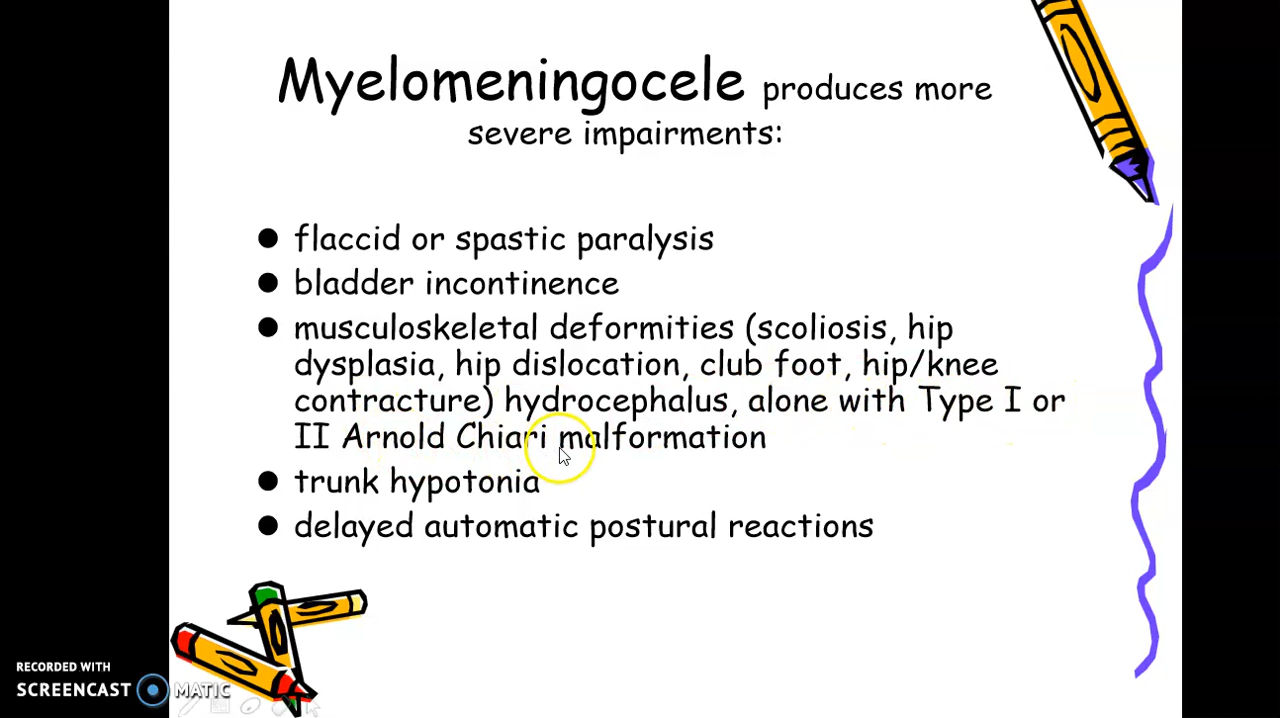 Myelomeningocele produces more
severe impairments:
● flaccid or spastic paralysis
● bladder incontinence
● musculoskeletal deformities (scoliosis, hip
dysplasia, hip dislocation, club foot, hip/knee
contracture) hydrocephalus, alone with Type I or
II Arnold Chiari malformation
● trunk hypotonia
● delayed automatic postural reactions
RECORDED WITH
SCREENCAST MATIC